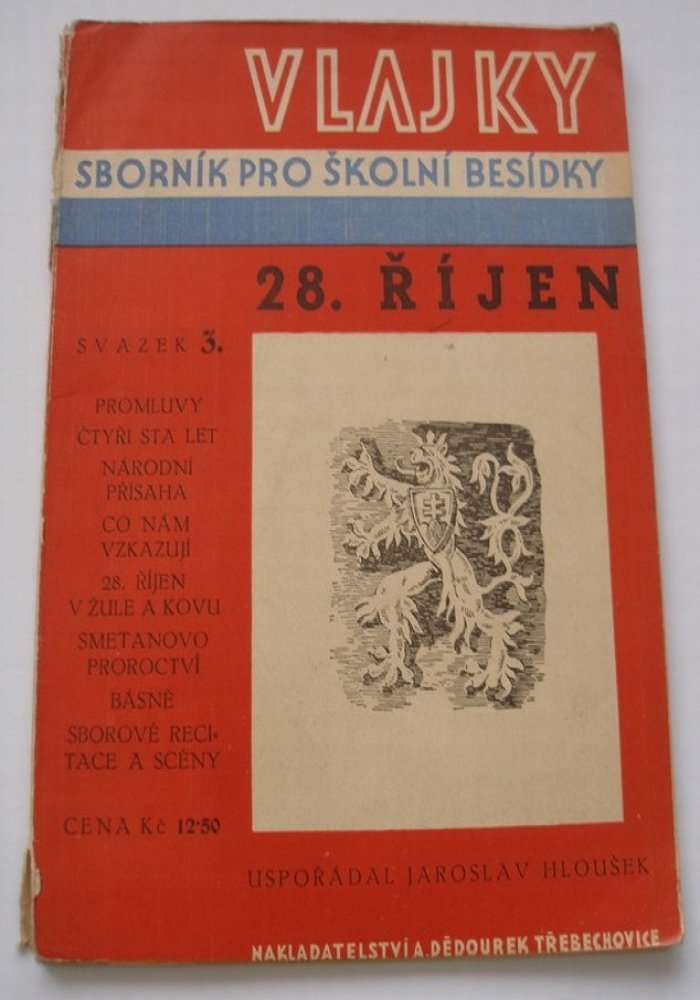 VLAJKY
SBORNÍK PRO ŠKOLNÍ BESÍDKY
28. ŘÍJEN
SVAZEK 3.
PROMLUVY
ČTYŘI STA LET
NÁRODNÍ
PŘÍSAHA
CO NÁM
VZKAZUJÍ
28. ŘÍJEN
V ŽULE A KOVU
SMETANOVO
PROROCTVÍ
BÁSNĚ
SBOROVÉ RECI-
TACE A SCÉNY
CENA Kč 12·50
USPOŘÁDAL JAROSLAV HLOUŠEK
NAKLADATELSTVÍ A. DĚDOUREK TŘEBECHOVICE